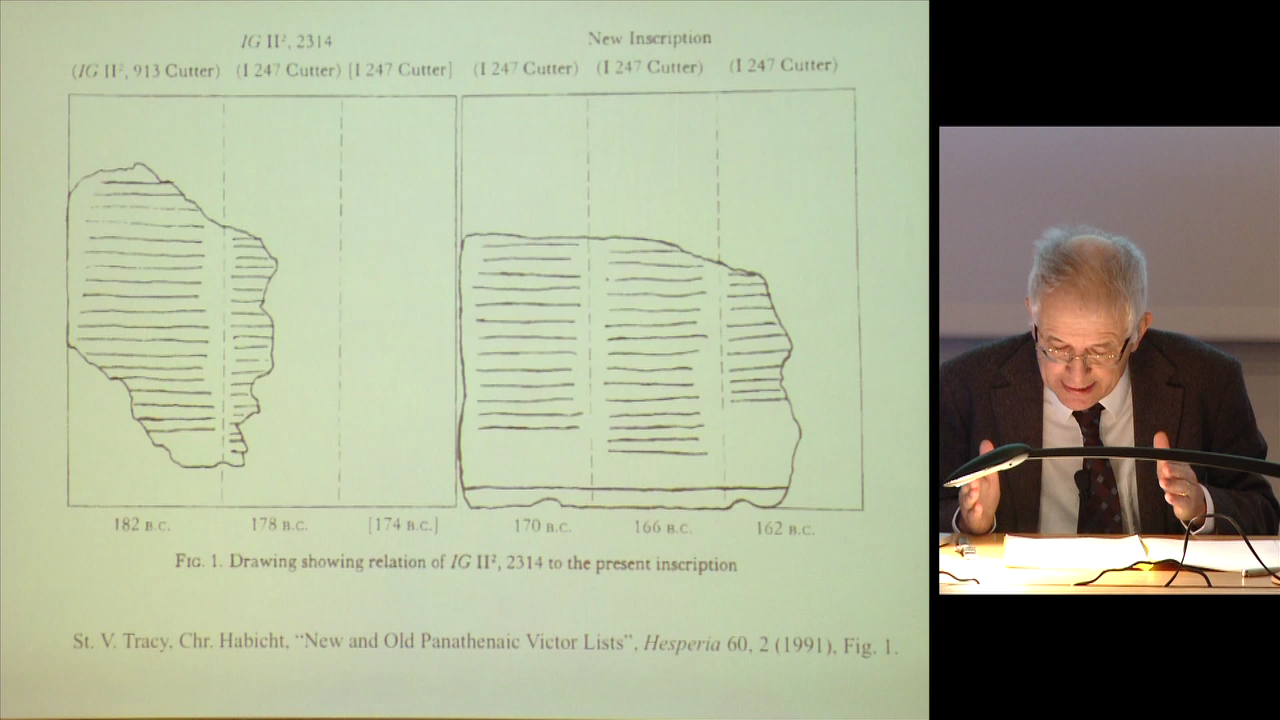 IG II², 2314
New Inscription
(IG II², 913 Cutter) (I 247 Cutter) [I 247 Cutter] (I 247 Cutter) (I 247 Cutter) (I 247 Cutter)
182 B.C. 178 B.C. [174 B.C.] 170 B.C. 166 B.C. 162 B.C.
FIG. 1. Drawing showing relation of IG II², 2314 to the present inscription
St. V. Tracy, Chr. Habicht, “New and Old Panathenaic Victor Lists”, Hesperia 60, 2 (1991), Fig. 1.